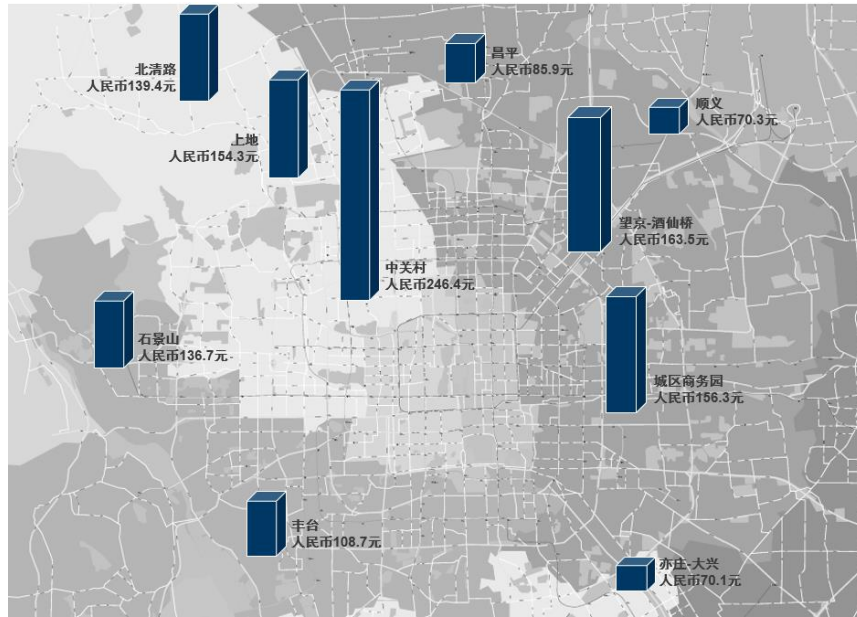 昌平
人民币85.9元
北清路
人民币139.4元
顺义
人民币70.3元
上地
人民币154.3元
望京-酒仙桥
人民币163.5元
中关村
人民币246.4元
石景山
人民币136.7元
城区商务园
人民币156.3元
丰台
人民币108.7元
亦庄-大兴
人民币70.1元